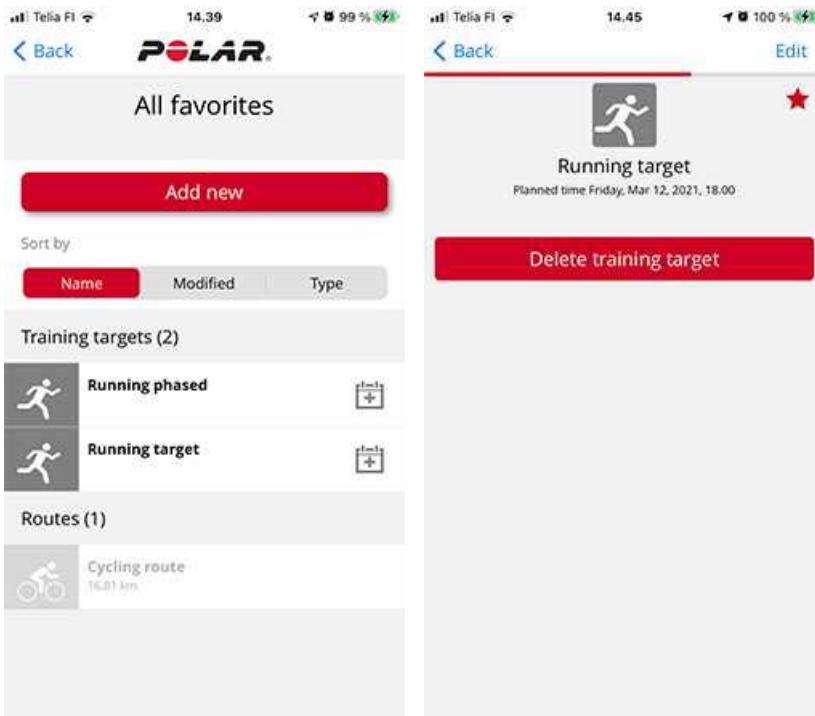 Telia FI 14.39 99 %
Back POLAR.
All favorites
Add new
Sort by
Name Modified Type
Training targets (2)
Running phased
Running target
Routes (1)
Cycling route
16,81 km
Telia FI 14.45 100 %
Back Edit
Running target
Planned time Friday, Mar 12, 2021, 18.00
Delete training target